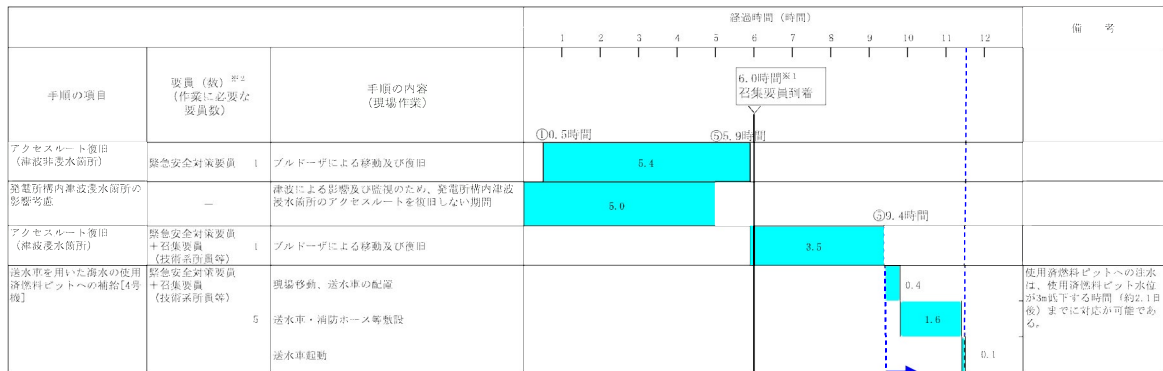 経過時間（時間）
備　考
1 2 3 4 5 6 7 8 9 10 11 12
手順の項目
要員（数）※2
（作業に必要な
要員数）
手順の内容
（現場作業）
6.0時間※1
召集要員到着
①0.5時間
⑤5.9時間
アクセスルート復旧
（津波非浸水箇所）
緊急安全対策要員 1
ブルドーザによる移動及び復旧
5.4
発電所構内津波浸水箇所の
影響考慮
－
津波による影響及び監視のため、発電所構内津波
浸水箇所のアクセスルートを復旧しない期間
5.0
⑤9.4時間
アクセスルート復旧
（津波浸水箇所）
緊急安全対策要員
＋召集要員
（技術系所員等）
1
ブルドーザによる移動及び復旧
3.5
送水車を用いた海水の使用
済燃料ピットへの補給[4号
機]
緊急安全対策要員
＋召集要員
（技術系所員等）
5
現場移動、送水車の配置
0.4
送水車・消防ホース等敷設
1.6
送水車起動
0.1
使用済燃料ピットへの注水
は、使用済燃料ピット水位
が3m低下する時間（約2.1日
後）までに対応が可能であ
る。